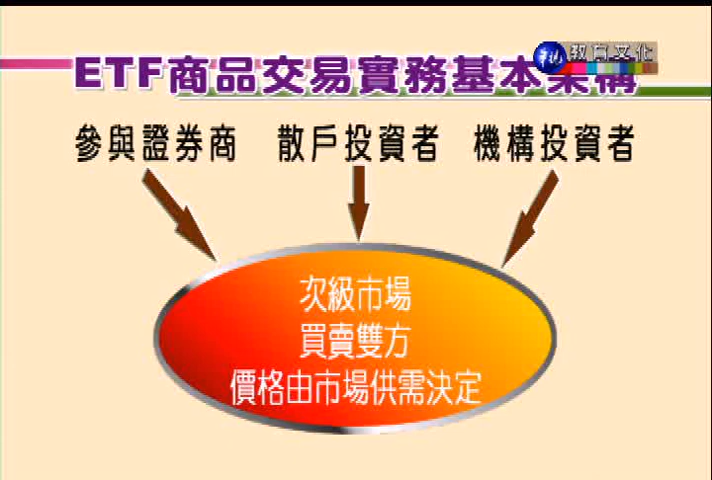 華視 教育文化
ETF商品交易實務基本架構
參與證券商 散戶投資者 機構投資者
次級市場
買賣雙方
價格由市場供需決定